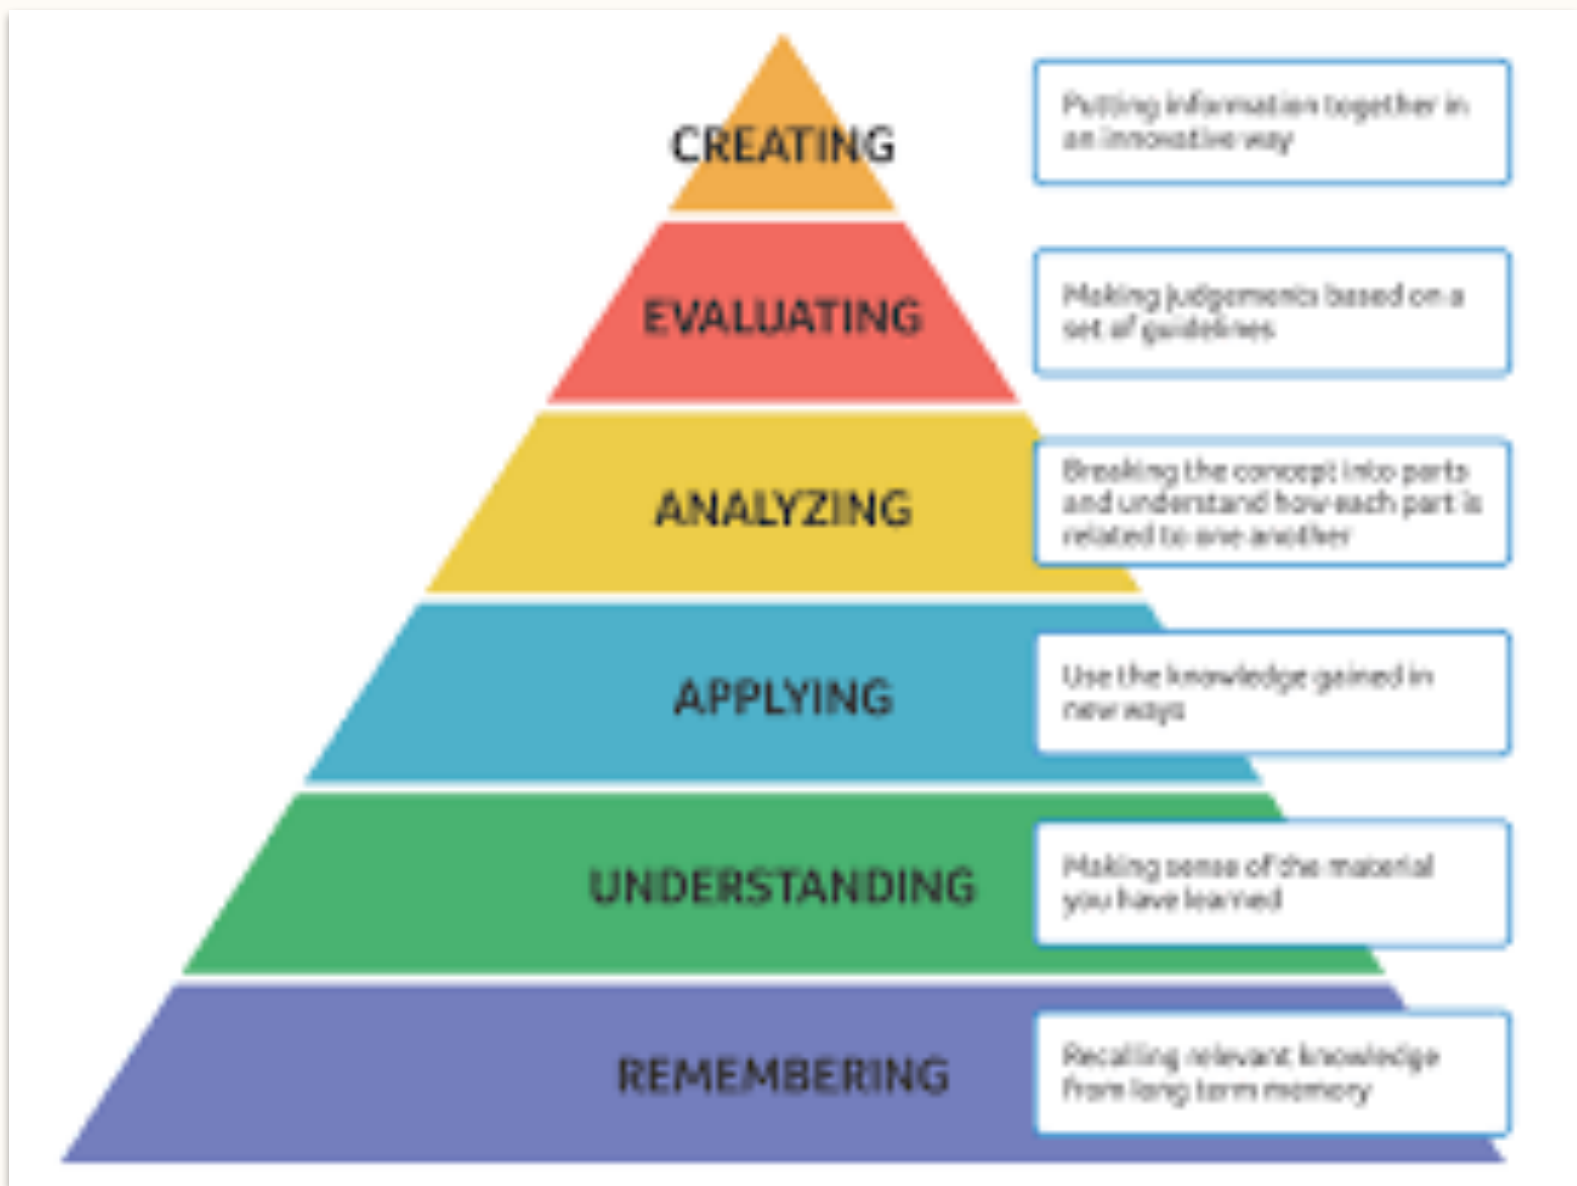 CREATING
Putting information together in
an innovative way
EVALUATING
Making judgements based on a
set of guidelines
ANALYZING
Breaking the concept into parts
and understand how each part is
related to one another
APPLYING
Use the knowledge gained in
new ways
UNDERSTANDING
Making sense of the material
you have learned
REMEMBERING
Recalling relevant knowledge
from long term memory